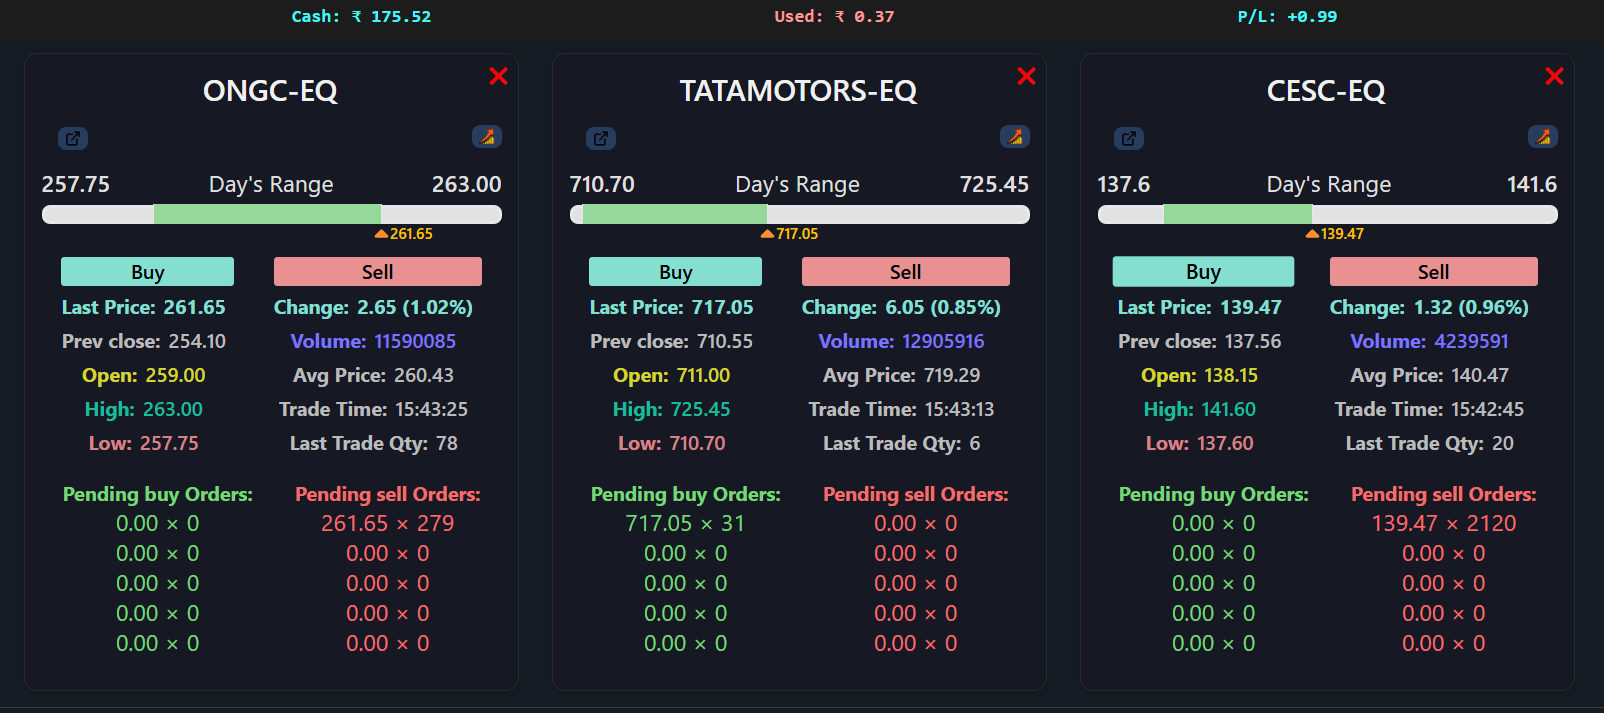 Cash: ₹ 175.52 Used: ₹ 0.37 P/L: +0.99
ONGC-EQ
257.75 Day's Range 263.00
261.65
Buy Sell
Last Price: 261.65 Change: 2.65 (1.02%)
Prev close: 254.10 Volume: 11590085
Open: 259.00 Avg Price: 260.43
High: 263.00 Trade Time: 15:43:25
Low: 257.75 Last Trade Qty: 78
Pending buy Orders: Pending sell Orders:
0.00 × 0 261.65 × 279
0.00 × 0 0.00 × 0
0.00 × 0 0.00 × 0
0.00 × 0 0.00 × 0
0.00 × 0 0.00 × 0
TATAMOTORS-EQ
710.70 Day's Range 725.45
717.05
Buy Sell
Last Price: 717.05 Change: 6.05 (0.85%)
Prev close: 710.55 Volume: 12905916
Open: 711.00 Avg Price: 719.29
High: 725.45 Trade Time: 15:43:13
Low: 710.70 Last Trade Qty: 6
Pending buy Orders: Pending sell Orders:
717.05 × 31 0.00 × 0
0.00 × 0 0.00 × 0
0.00 × 0 0.00 × 0
0.00 × 0 0.00 × 0
0.00 × 0 0.00 × 0
CESC-EQ
137.6 Day's Range 141.6
139.47
Buy Sell
Last Price: 139.47 Change: 1.32 (0.96%)
Prev close: 137.56 Volume: 4239591
Open: 138.15 Avg Price: 140.47
High: 141.60 Trade Time: 15:42:45
Low: 137.60 Last Trade Qty: 20
Pending buy Orders: Pending sell Orders:
0.00 × 0 139.47 × 2120
0.00 × 0 0.00 × 0
0.00 × 0 0.00 × 0
0.00 × 0 0.00 × 0
0.00 × 0 0.00 × 0